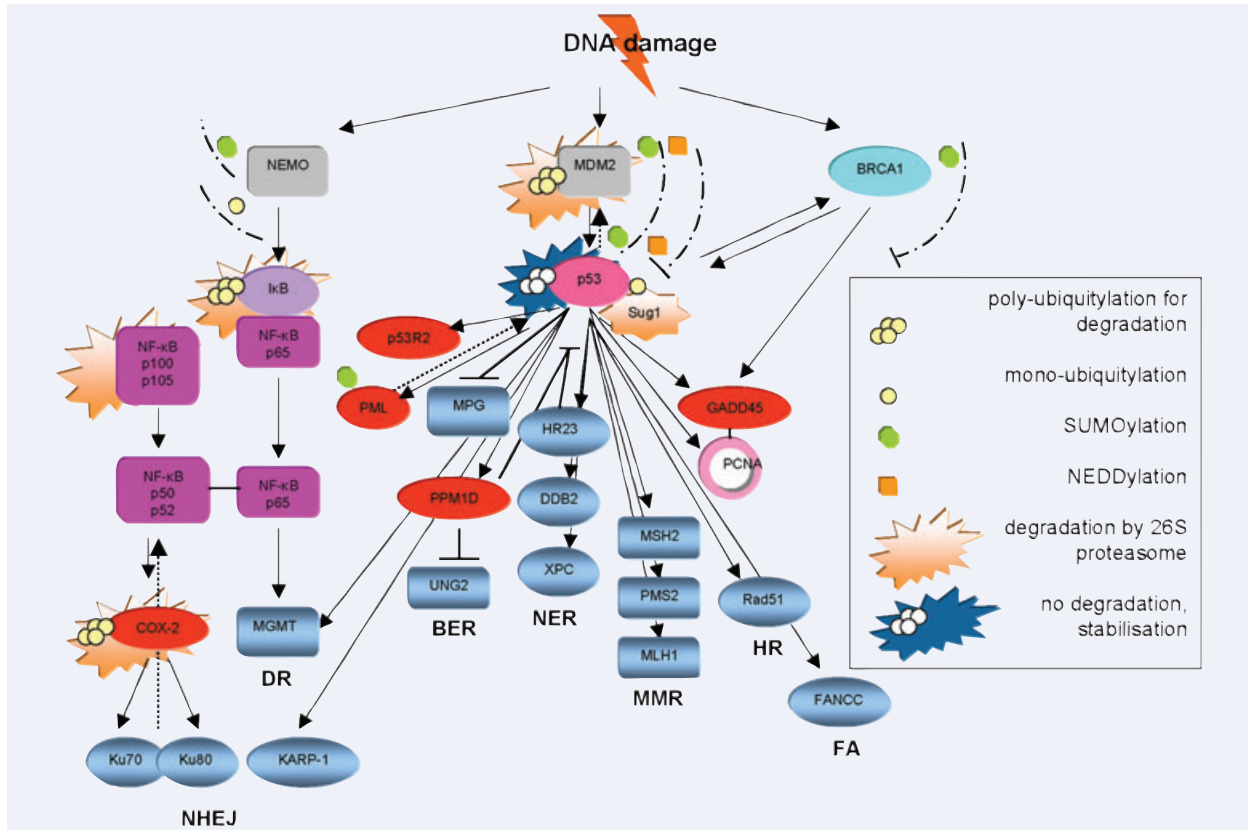 DNA damage
NEMO
MDM2
BRCA1
IκB
p53
Sug1
NF-κB
p65
NF-κB
p100
p105
p53R2
PML
MPG
HR23
GADD45
PCNA
NF-κB
p50
p52
NF-κB
p65
PPM1D
DDB2
MSH2
UNG2
XPC
BER
NER
PMS2
Rad51
COX-2
MGMT
DR
MLH1
HR
MMR
FANCC
FA
Ku70
Ku80
KARP-1
NHEJ
poly-ubiquitylation for
degradation
mono-ubiquitylation
SUMOylation
NEDDylation
degradation by 26S
proteasome
no degradation,
stabilisation